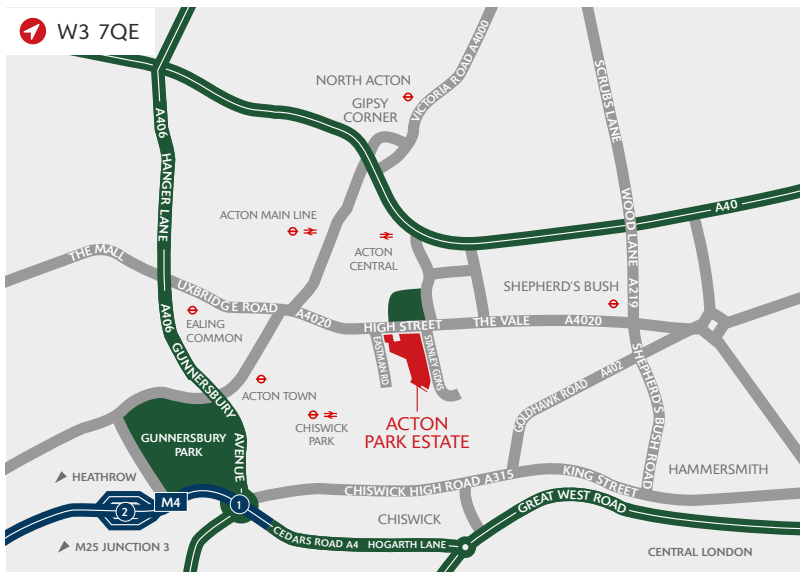 W3 7QE
NORTH ACTON
GIPSY
CORNER
VICTORIA ROAD A4000
SCRUBS LANE
A406
HANGER LANE
WOOD LANE
A40
ACTON MAIN LINE
THE MALL
ACTON
CENTRAL
SHEPHERD'S BUSH
A219
UXBRIDGE ROAD
A4020
HIGH STREET
THE VALE
A4020
A406
EALING
COMMON
GUNNERSBURY
AVENUE
EASTMAN RD
STANLEY GDNS
SHEPHERD'S BUSH ROAD
GOLDHAWK ROAD
A402
ACTON TOWN
CHISWICK
PARK
ACTON
PARK ESTATE
GUNNERSBURY
PARK
HEATHROW
M4
2
1
CHISWICK HIGH ROAD A315
KING STREET
HAMMERSMITH
GREAT WEST ROAD
CHISWICK
CEDARS ROAD A4
HOGARTH LANE
M25 JUNCTION 3
CENTRAL LONDON